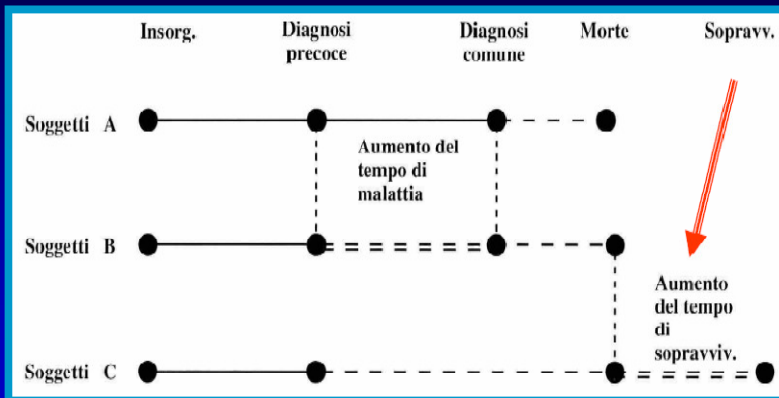 Insorg.
Diagnosi
precoce
Diagnosi
comune
Morte
Sopravv.
Soggetti A
Aumento del
tempo di
malattia
Soggetti B
Aumento
del tempo
di
sopravviv.
Soggetti C